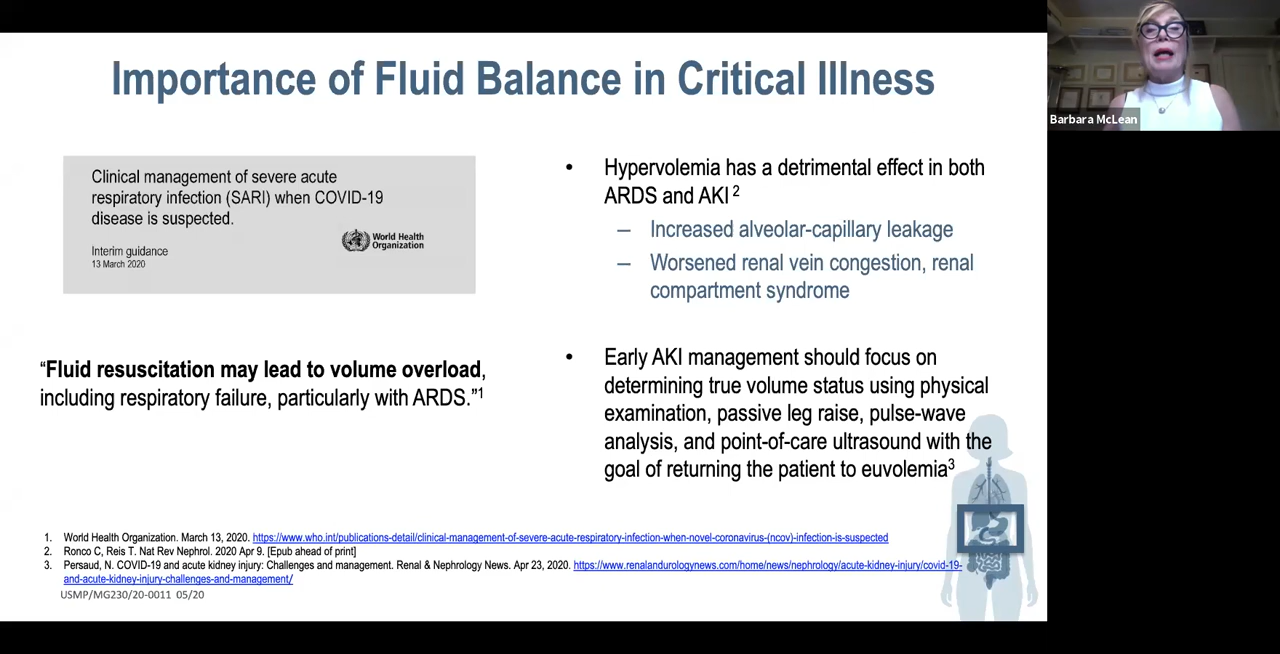 Importance of Fluid Balance in Critical Illness
Barbara McLean
Clinical management of severe acute
respiratory infection (SARI) when COVID-19
disease is suspected.
Interim guidance
13 March 2020
World Health
Organization
“Fluid resuscitation may lead to volume overload,
including respiratory failure, particularly with ARDS.”1
• Hypervolemia has a detrimental effect in both
ARDS and AKI 2
– Increased alveolar-capillary leakage
– Worsened renal vein congestion, renal
compartment syndrome
• Early AKI management should focus on
determining true volume status using physical
examination, passive leg raise, pulse-wave
analysis, and point-of-care ultrasound with the
goal of returning the patient to euvolemia3
1. World Health Organization. March 13, 2020. https://www.who.int/publications-detail/clinical-management-of-severe-acute-respiratory-infection-when-novel-coronavirus-(ncov)-infection-is-suspected
2. Ronco C, Reis T. Nat Rev Nephrol. 2020 Apr 9. [Epub ahead of print]
3. Persaud, N. COVID-19 and acute kidney injury: Challenges and management. Renal & Nephrology News. Apr 23, 2020. https://www.renalandurologynews.com/home/news/nephrology/acute-kidney-injury/covid-19-
and-acute-kidney-injury-challenges-and-management/
USMP/MG230/20-0011 05/20